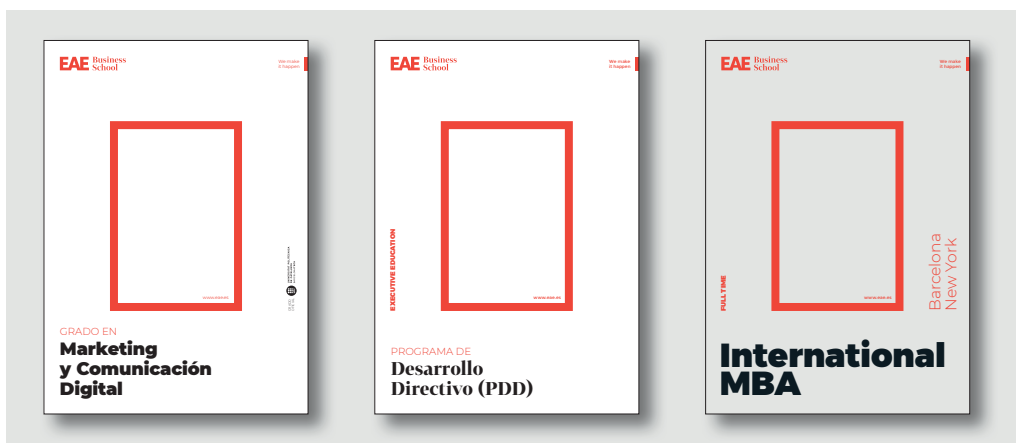 EAE Business
School
We make
it happen
www.eae.es
GRADO EN
Marketing
y Comunicación
Digital
EAE Business
School
We make
it happen
EXECUTIVE EDUCATION
www.eae.es
PROGRAMA DE
Desarrollo
Directivo (PDD)
EAE Business
School
We make
it happen
FULL TIME
www.eae.es
Barcelona
New York
International
MBA